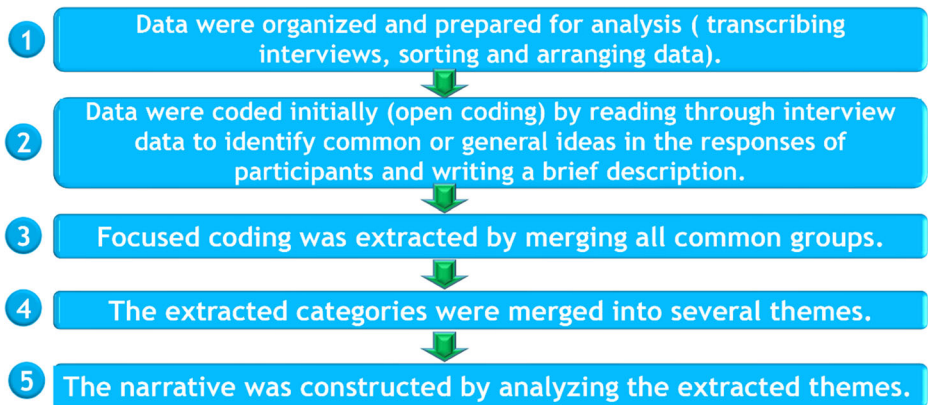 1
Data were organized and prepared for analysis ( transcribing
interviews, sorting and arranging data).
2
Data were coded initially (open coding) by reading through interview
data to identify common or general ideas in the responses of
participants and writing a brief description.
3
Focused coding was extracted by merging all common groups.
4
The extracted categories were merged into several themes.
5
The narrative was constructed by analyzing the extracted themes.